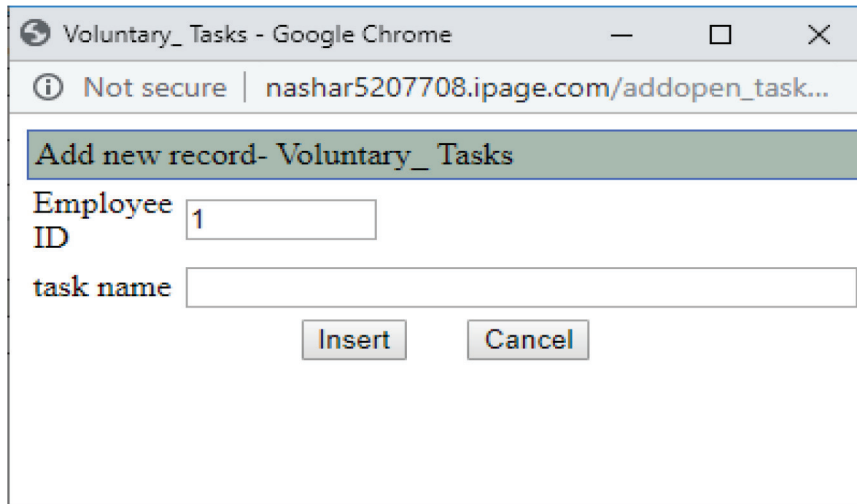 Voluntary_ Tasks - Google Chrome
Not secure | nashar5207708.ipage.com/addopen_task...
Add new record- Voluntary_ Tasks
Employee
ID
1
task name
Insert Cancel